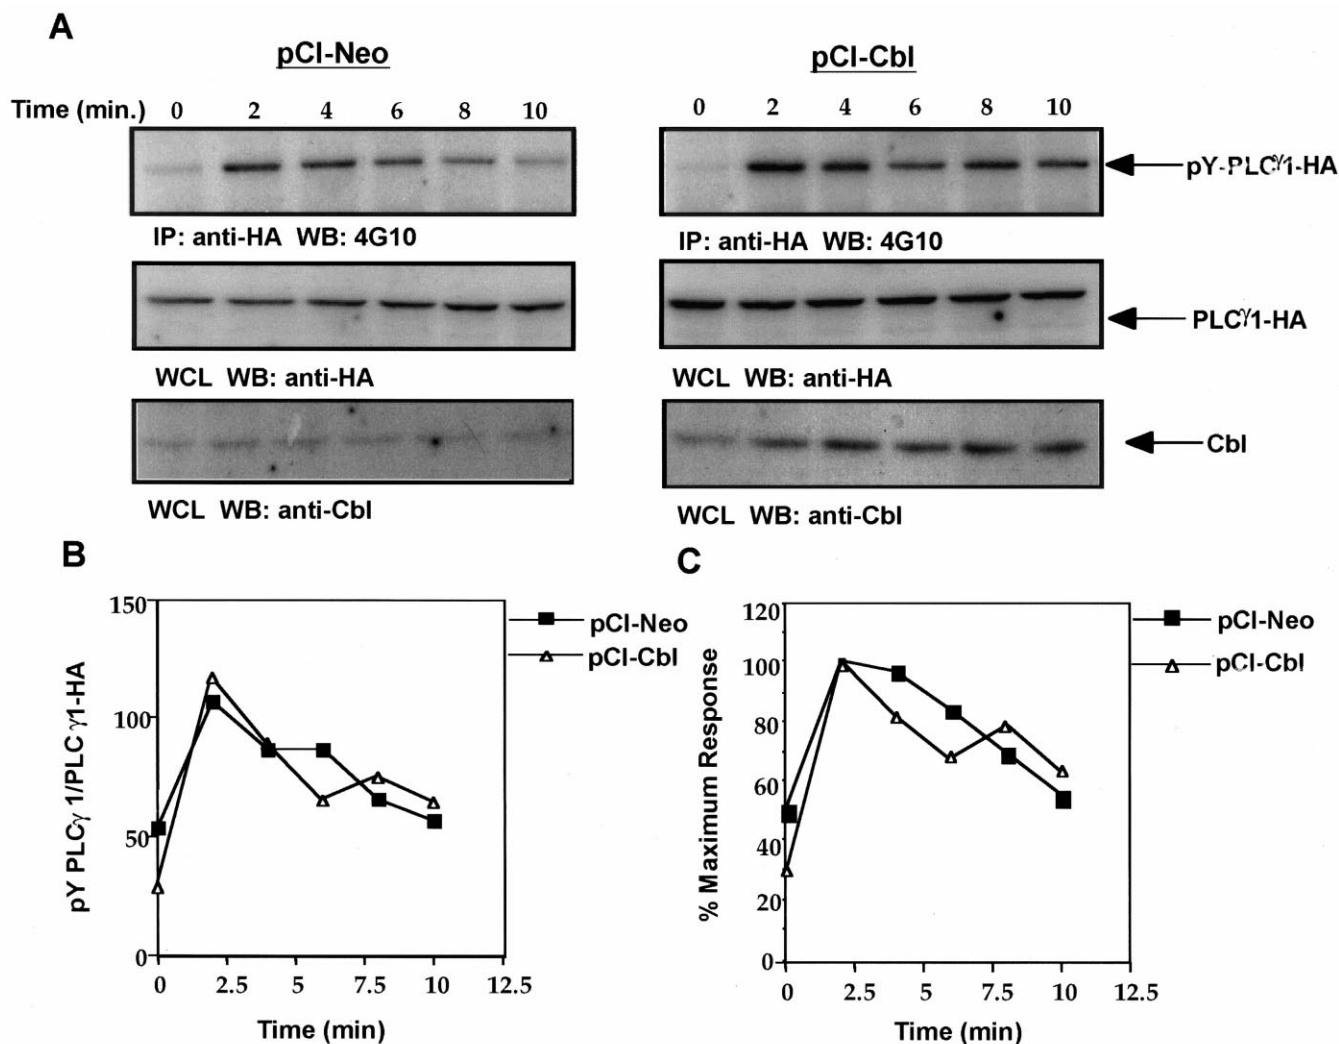 A
pCI-Neo
pCI-Cbl
Time (min.) 0 2 4 6 8 10
0 2 4 6 8 10
pY-PLCγ1-HA
IP: anti-HA WB: 4G10
IP: anti-HA WB: 4G10
PLCγ1-HA
WCL WB: anti-HA
WCL WB: anti-HA
Cbl
WCL WB: anti-Cbl
WCL WB: anti-Cbl
B
pY PLCγ 1/PLC γ1-HA
150
100
50
0
0 2.5 5 7.5 10 12.5
Time (min)
pCI-Neo
pCI-Cbl
C
% Maximum Response
120
100
80
60
40
20
0
0 2.5 5 7.5 10 12.5
Time (min)
pCI-Neo
pCI-Cbl